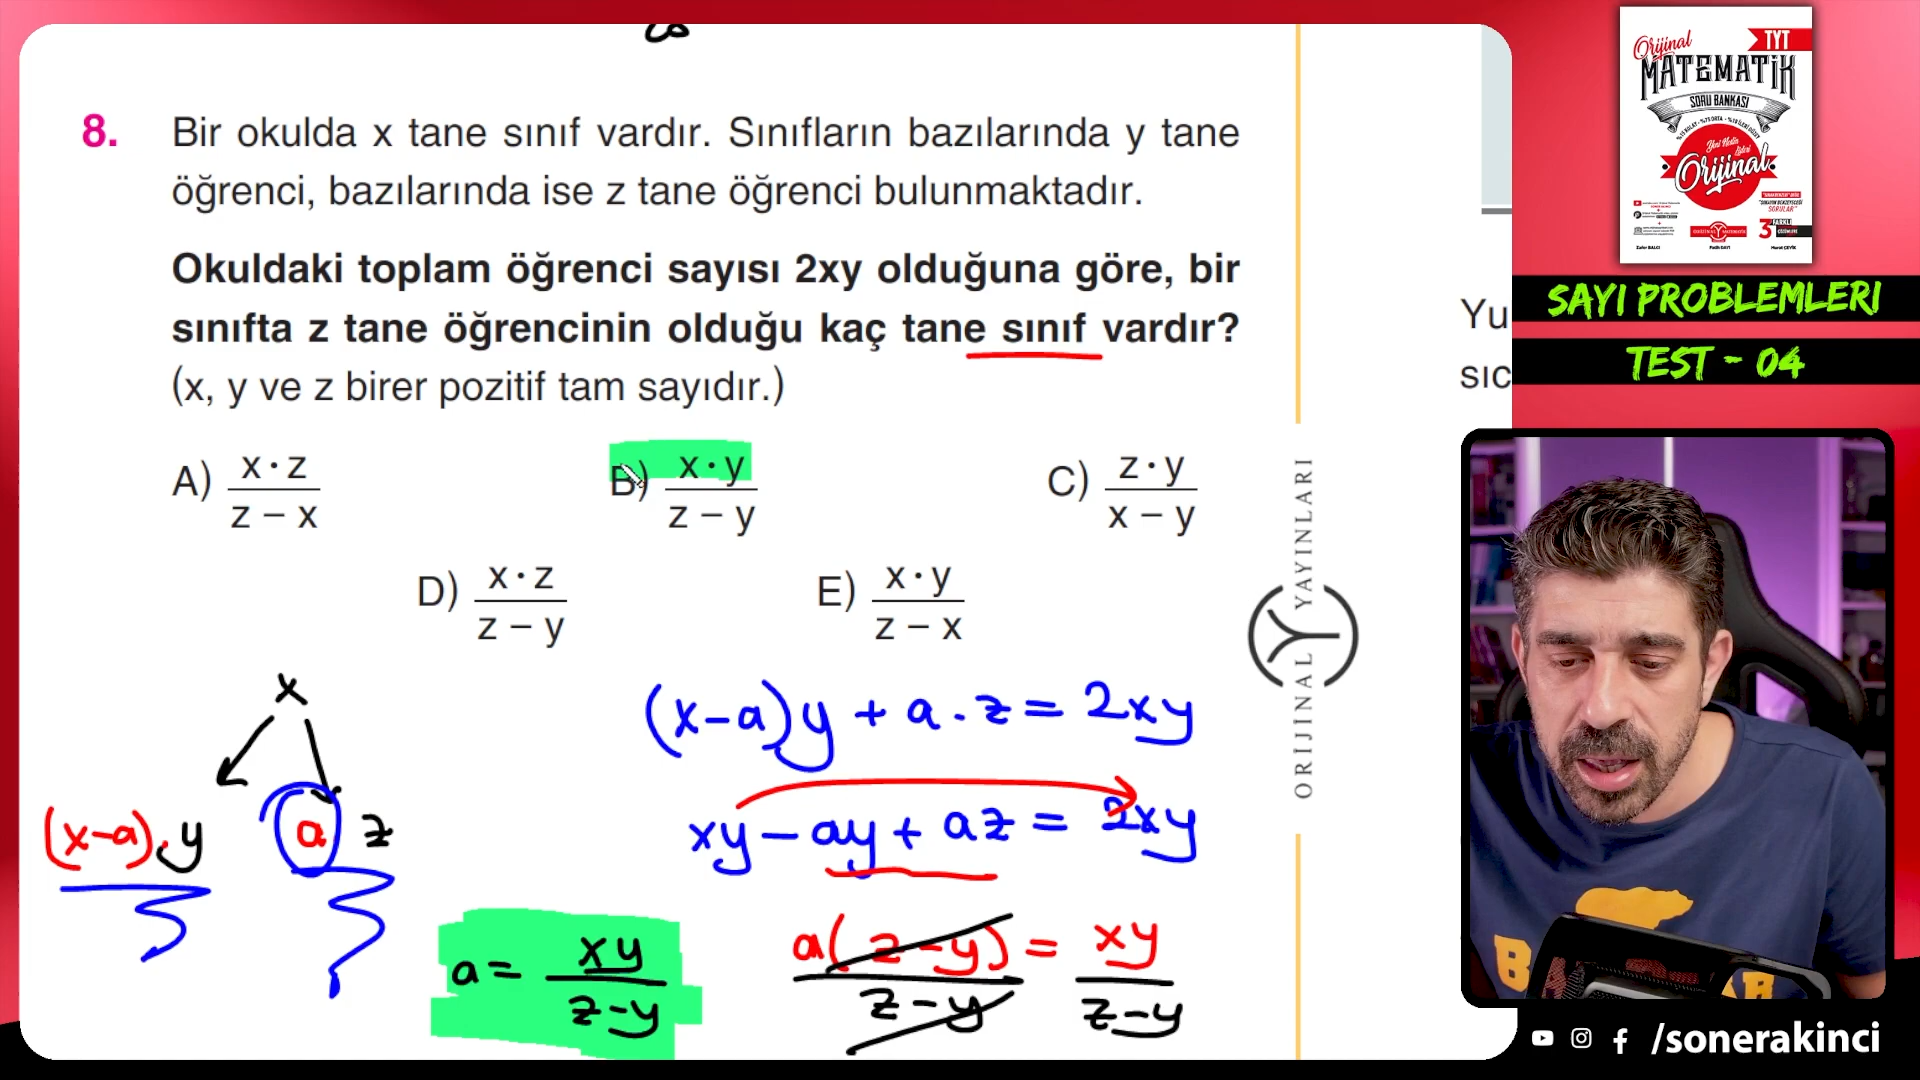 8. Bir okulda x tane sınıf vardır. Sınıfların bazılarında y tane
öğrenci, bazılarında ise z tane öğrenci bulunmaktadır.
Okuldaki toplam öğrenci sayısı 2xy olduğuna göre, bir
sınıfta z tane öğrencinin olduğu kaç tane sınıf vardır?
(x, y ve z birer pozitif tam sayıdır.)
A) x·z / z – x
B) x·y / z – y
C) z·y / x – y
D) x·z / z – y
E) x·y / z – x
x
(x-a).y a z
(x-a)y + a.z = 2xy
xy - ay + az = 2xy
a(z-y) / z-y = xy / z-y
a = xy / z-y
ORİJİNAL YAYINLARI
Yu
sıc
Orijinal
TYT
MATEMATİK
SORU BANKASI
Orijinal
SAYI PROBLEMLERI
TEST - 04
/sonerakinci